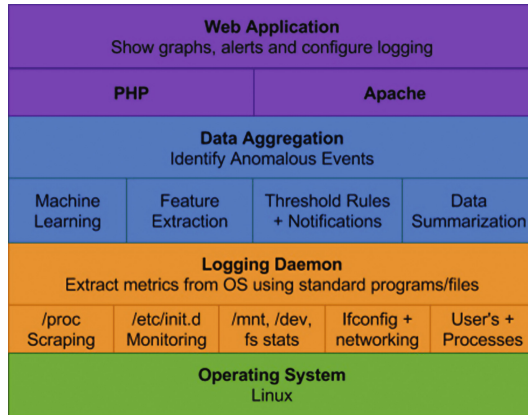 Web Application
Show graphs, alerts and configure logging
PHP
Apache
Data Aggregation
Identify Anomalous Events
Machine
Learning
Feature
Extraction
Threshold Rules
+ Notifications
Data
Summarization
Logging Daemon
Extract metrics from OS using standard programs/files
/proc
Scraping
/etc/init.d
Monitoring
/mnt, /dev,
fs stats
Ifconfig +
networking
User's +
Processes
Operating System
Linux